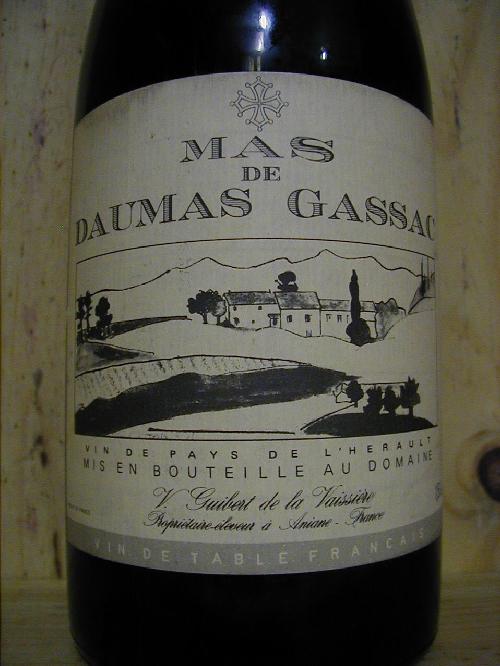 MAS
DE
DAUMAS GASSAC
VIN DE PAYS DE L'HERAULT
MIS EN BOUTEILLE AU DOMAINE
V. Guibert de la Vaissière
Propriétaire-éleveur à Aniane - France
VIN DE TABLE FRANCAIS